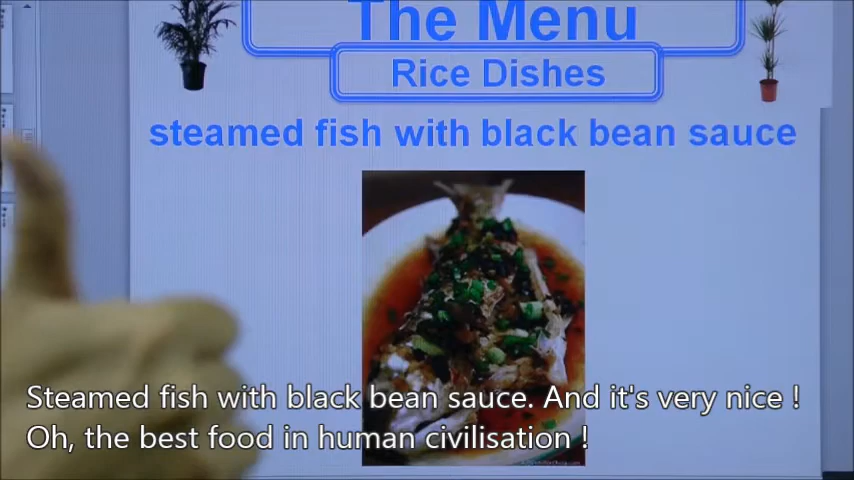 The Menu
Rice Dishes
steamed fish with black bean sauce
Steamed fish with black bean sauce. And it's very nice !
Oh, the best food in human civilisation !